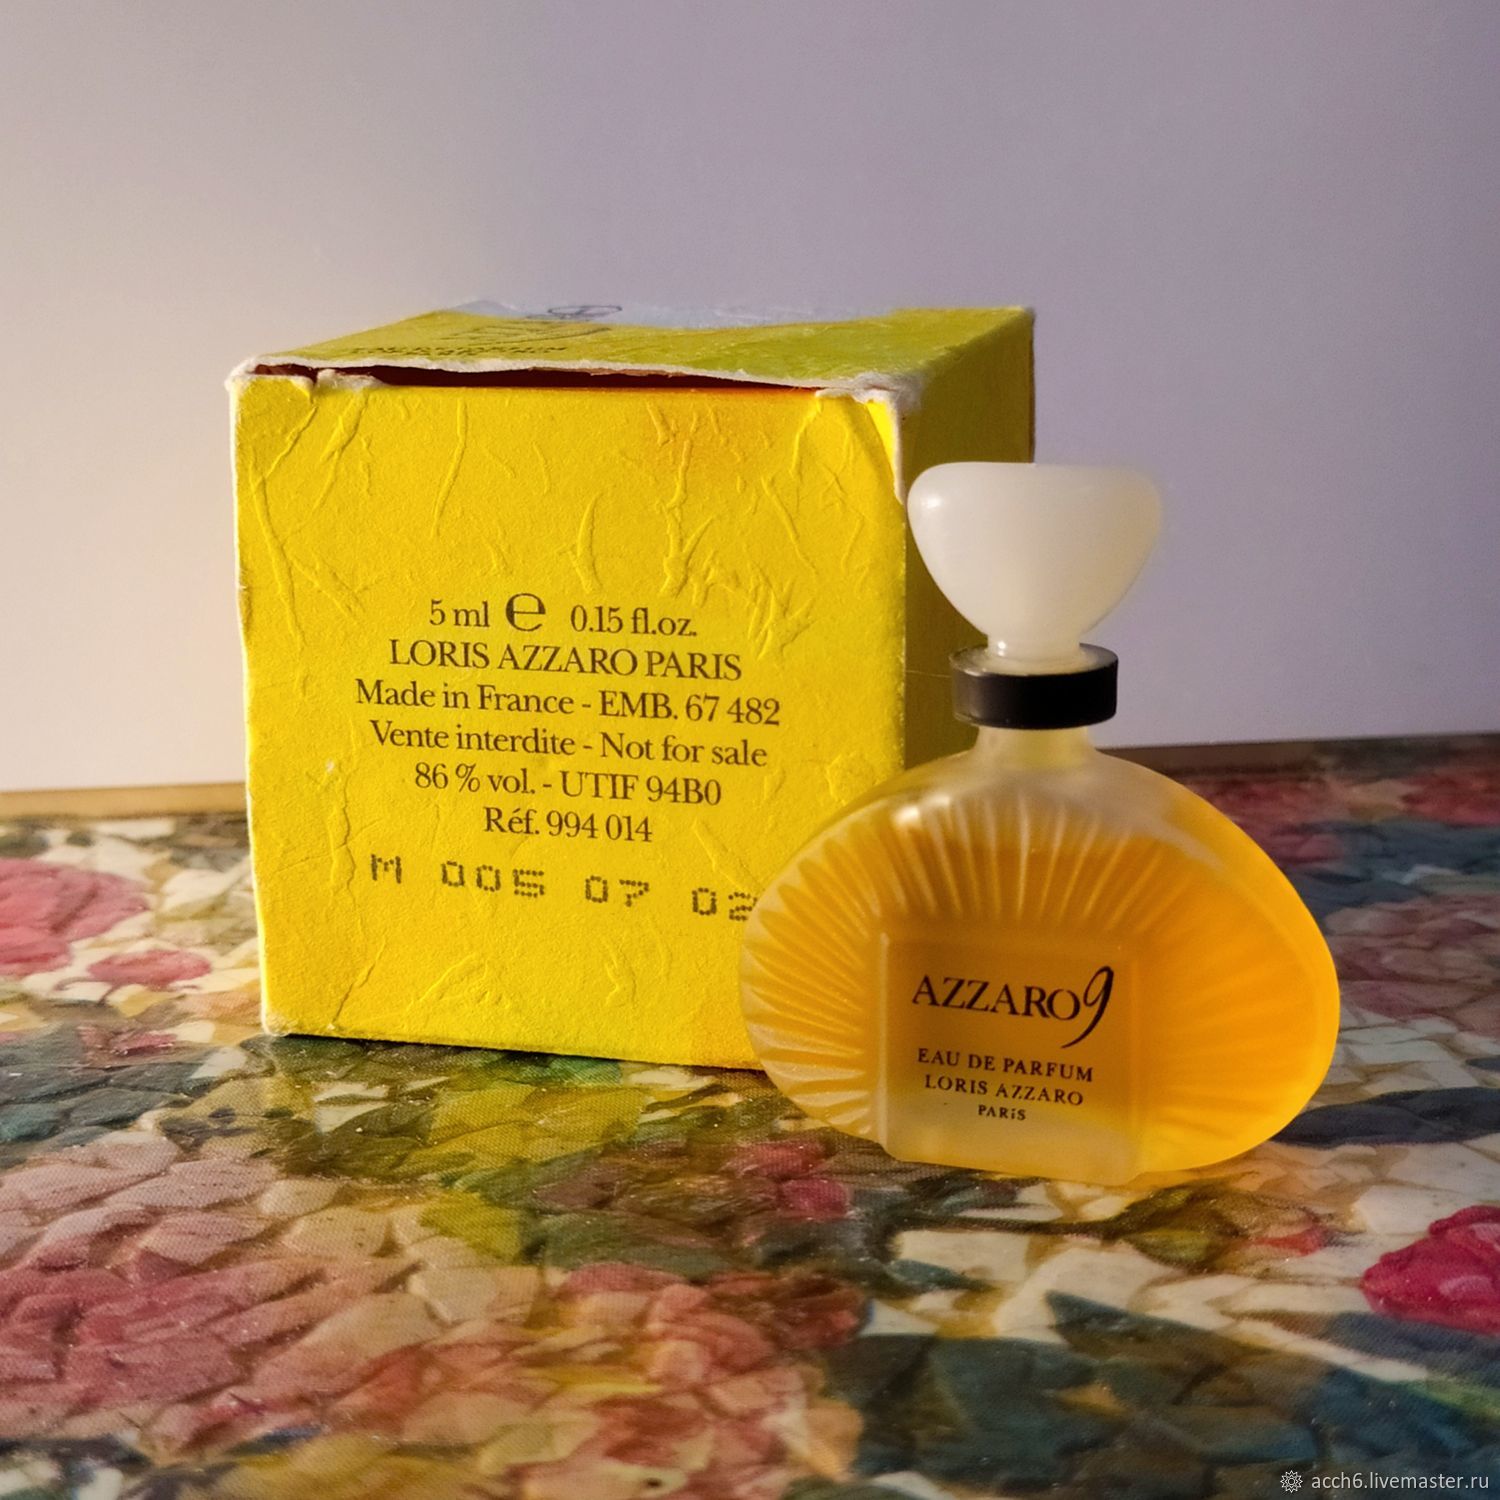 5 ml ℮ 0.15 fl.oz.
LORIS AZZARO PARIS
Made in France - EMB. 67 482
Vente interdite - Not for sale
86 % vol. - UTIF 94B0
Réf. 994 014
M 005 07 02
AZZARO 9
EAU DE PARFUM
LORIS AZZARO
PARiS
acch6.livemaster.ru